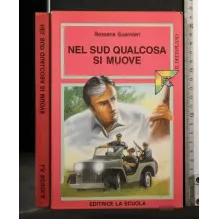 Rossana Guarnieri
NEL SUD QUALCOSA
SI MUOVE
EDITRICE LA SCUOLA
NEL SUD QUALCOSA SI MUOVE